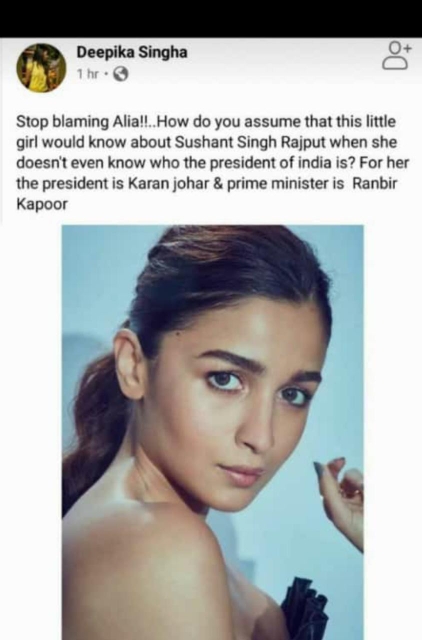 Deepika Singha
1 hr ·
Stop blaming Alia!!..How do you assume that this little
girl would know about Sushant Singh Rajput when she
doesn't even know who the president of india is? For her
the president is Karan johar & prime minister is Ranbir
Kapoor